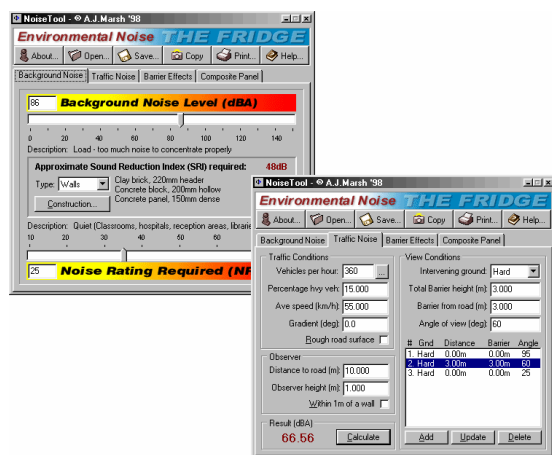 NoiseTool - © A.J.Marsh '98
Environmental Noise THE FRIDGE
About... Open... Save... Copy Print... Help...
Background Noise Traffic Noise Barrier Effects Composite Panel
86 Background Noise Level (dBA)
0 20 40 60 80 100 120 140
Description: Load - too much noise to concentrate properly
Approximate Sound Reduction Index (SRI) required: 48dB
Type: Walls
Clay brick, 220mm header
Concrete block, 200mm hollow
Concrete panel, 150mm dense
Construction...
Description: Quiet (Classrooms, hospitals, reception areas, librarie
10 20 30 40 50 60
25 Noise Rating Required (NR
NoiseTool - © A.J.Marsh '98
Environmental Noise THE FRIDGE
About... Open... Save... Copy Print... Help...
Background Noise Traffic Noise Barrier Effects Composite Panel
Traffic Conditions
Vehicles per hour: 360 ...
Percentage hvy veh: 15.000
Ave speed (km/h): 55.000
Gradient (deg): 0.0
Rough road surface
Observer
Distance to road (m): 10.000
Observer height (m): 1.000
Within 1m of a wall
Result (dBA)
66.56 Calculate
View Conditions
Intervening ground: Hard
Total Barrier height (m): 3.000
Barrier from road (m): 3.000
Angle of view (deg): 60
# Gnd Distance Barrier Angle
1. Hard 0.00m 0.00m 95
2. Hard 3.00m 3.00m 60
3. Hard 0.00m 0.00m 25
Add Update Delete